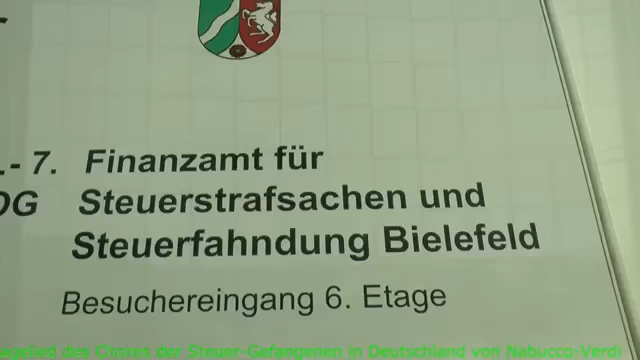 .- 7. Finanzamt für
OG Steuerstrafsachen und
Steuerfahndung Bielefeld
Besuchereingang 6. Etage
des Chores der Steuer-Gefangenen in Deutschland von Nabucco-Verdi